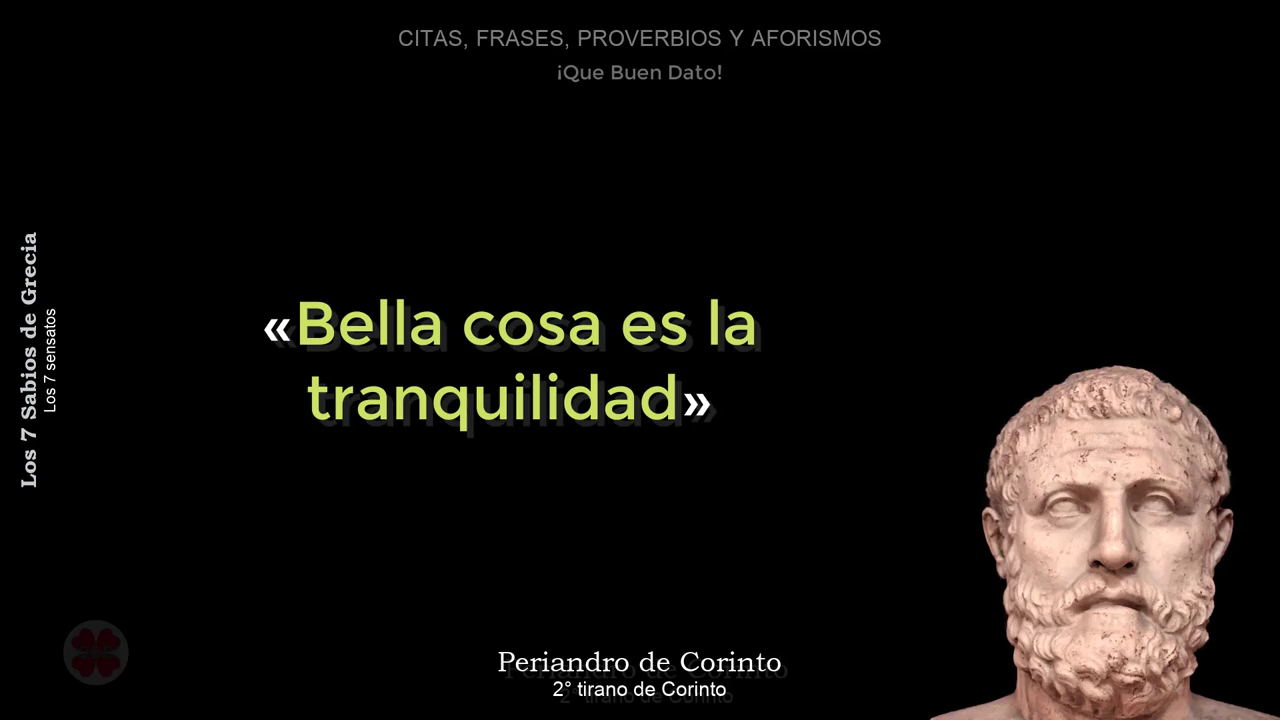 CITAS, FRASES, PROVERBIOS Y AFORISMOS
¡Que Buen Dato!
Los 7 Sabios de Grecia
Los 7 sensatos
«Bella cosa es la
tranquilidad»
Periandro de Corinto
2° tirano de Corinto